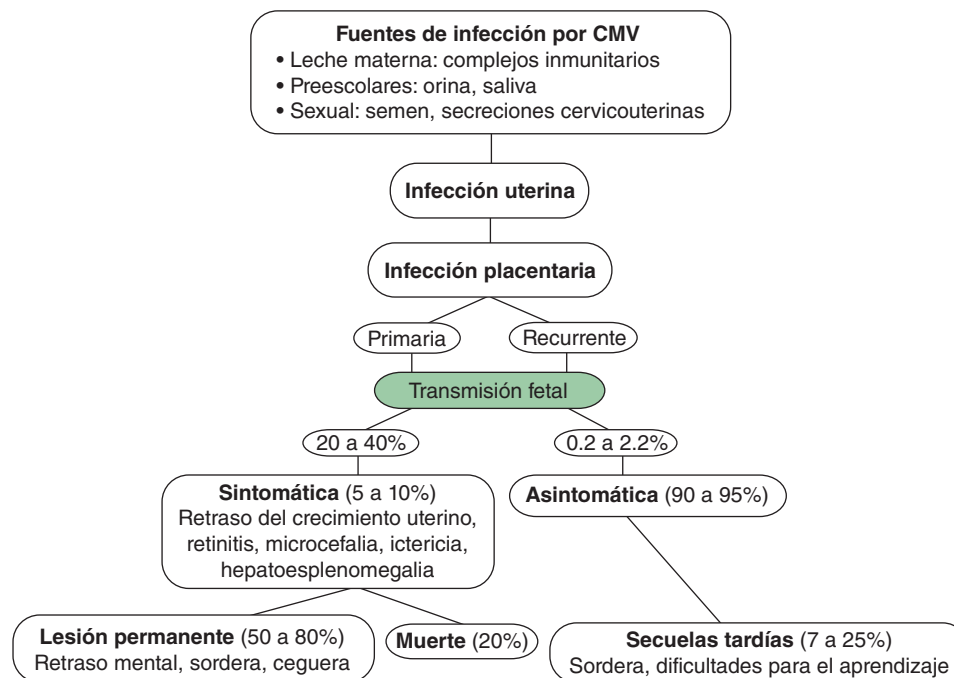 Fuentes de infección por CMV
• Leche materna: complejos inmunitarios
• Preescolares: orina, saliva
• Sexual: semen, secreciones cervicouterinas
Infección uterina
Infección placentaria
Primaria
Recurrente
Transmisión fetal
20 a 40%
0.2 a 2.2%
Sintomática (5 a 10%)
Retraso del crecimiento uterino,
retinitis, microcefalia, ictericia,
hepatoesplenomegalia
Asintomática (90 a 95%)
Lesión permanente (50 a 80%)
Retraso mental, sordera, ceguera
Muerte (20%)
Secuelas tardías (7 a 25%)
Sordera, dificultades para el aprendizaje